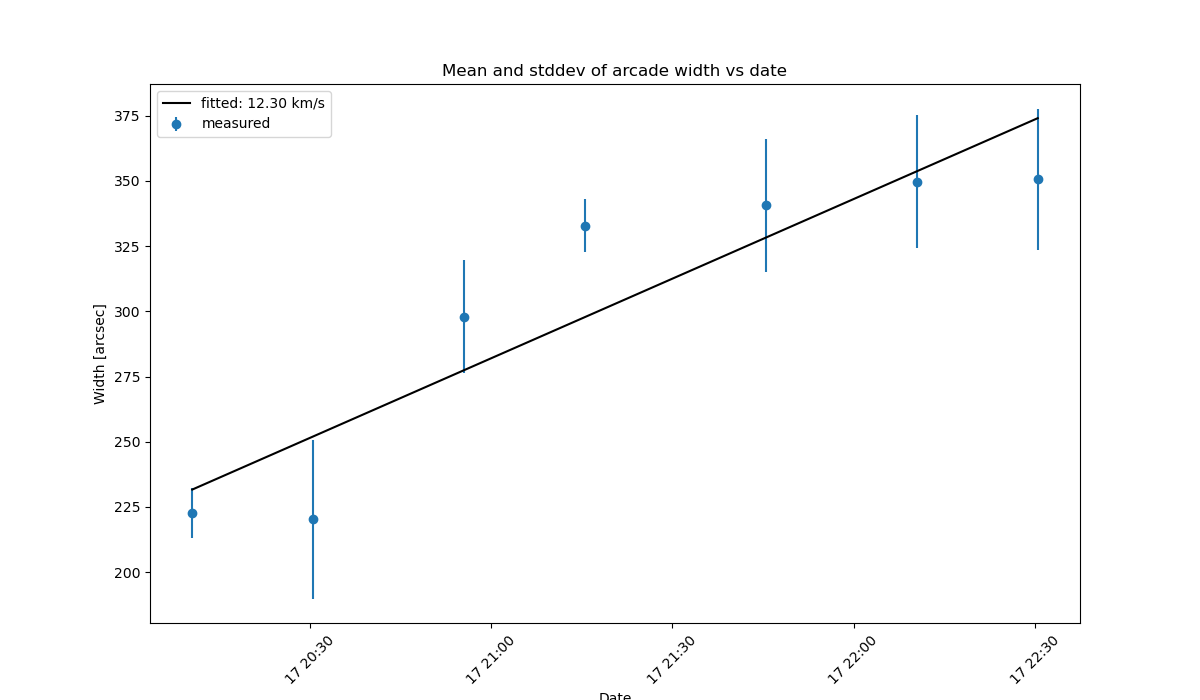 Mean and stddev of arcade width vs date
fitted: 12.30 km/s
measured
Width [arcsec]
375
350
325
300
275
250
225
200
17 20:30
17 21:00
17 21:30
17 22:00
17 22:30
Date